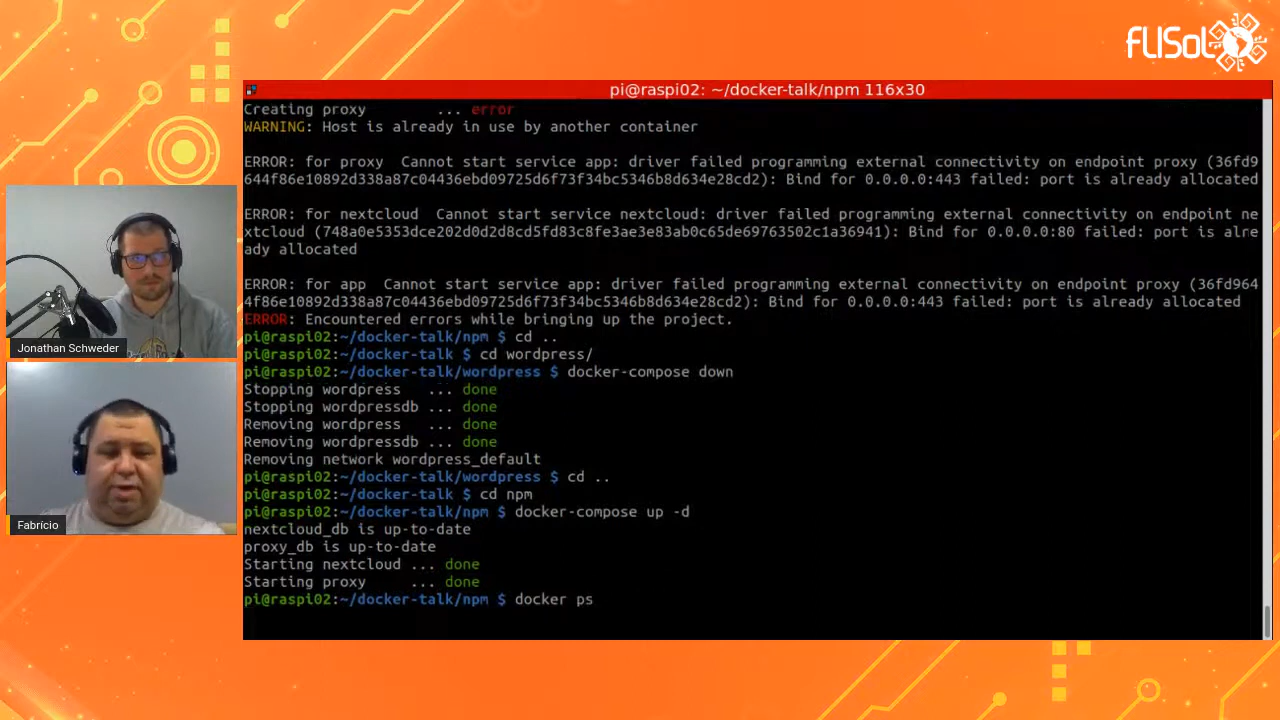 FLISoL
pi@raspi02: ~/docker-talk/npm 116x30
Creating proxy        ... error
WARNING: Host is already in use by another container
ERROR: for proxy  Cannot start service app: driver failed programming external connectivity on endpoint proxy (36fd9
644f86e10892d338a87c04436ebd09725d6f73f34bc5346b8d634e28cd2): Bind for 0.0.0.0:443 failed: port is already allocated
ERROR: for nextcloud  Cannot start service nextcloud: driver failed programming external connectivity on endpoint ne
xtcloud (748a0e5353dce202d0d2d8cd5fd83c8fe3ae3e83ab0c65de69763502c1a36941): Bind for 0.0.0.0:80 failed: port is alre
ady allocated
ERROR: for app  Cannot start service app: driver failed programming external connectivity on endpoint proxy (36fd964
4f86e10892d338a87c04436ebd09725d6f73f34bc5346b8d634e28cd2): Bind for 0.0.0.0:443 failed: port is already allocated
ERROR: Encountered errors while bringing up the project.
pi@raspi02:~/docker-talk/npm $ cd ..
pi@raspi02:~/docker-talk $ cd wordpress/
pi@raspi02:~/docker-talk/wordpress $ docker-compose down
Stopping wordpress   ... done
Stopping wordpressdb ... done
Removing wordpress   ... done
Removing wordpressdb ... done
Removing network wordpress_default
pi@raspi02:~/docker-talk/wordpress $ cd ..
pi@raspi02:~/docker-talk $ cd npm
pi@raspi02:~/docker-talk/npm $ docker-compose up -d
nextcloud_db is up-to-date
proxy_db is up-to-date
Starting nextcloud ... done
Starting proxy     ... done
pi@raspi02:~/docker-talk/npm $ docker ps
Jonathan Schweder
Fabrício